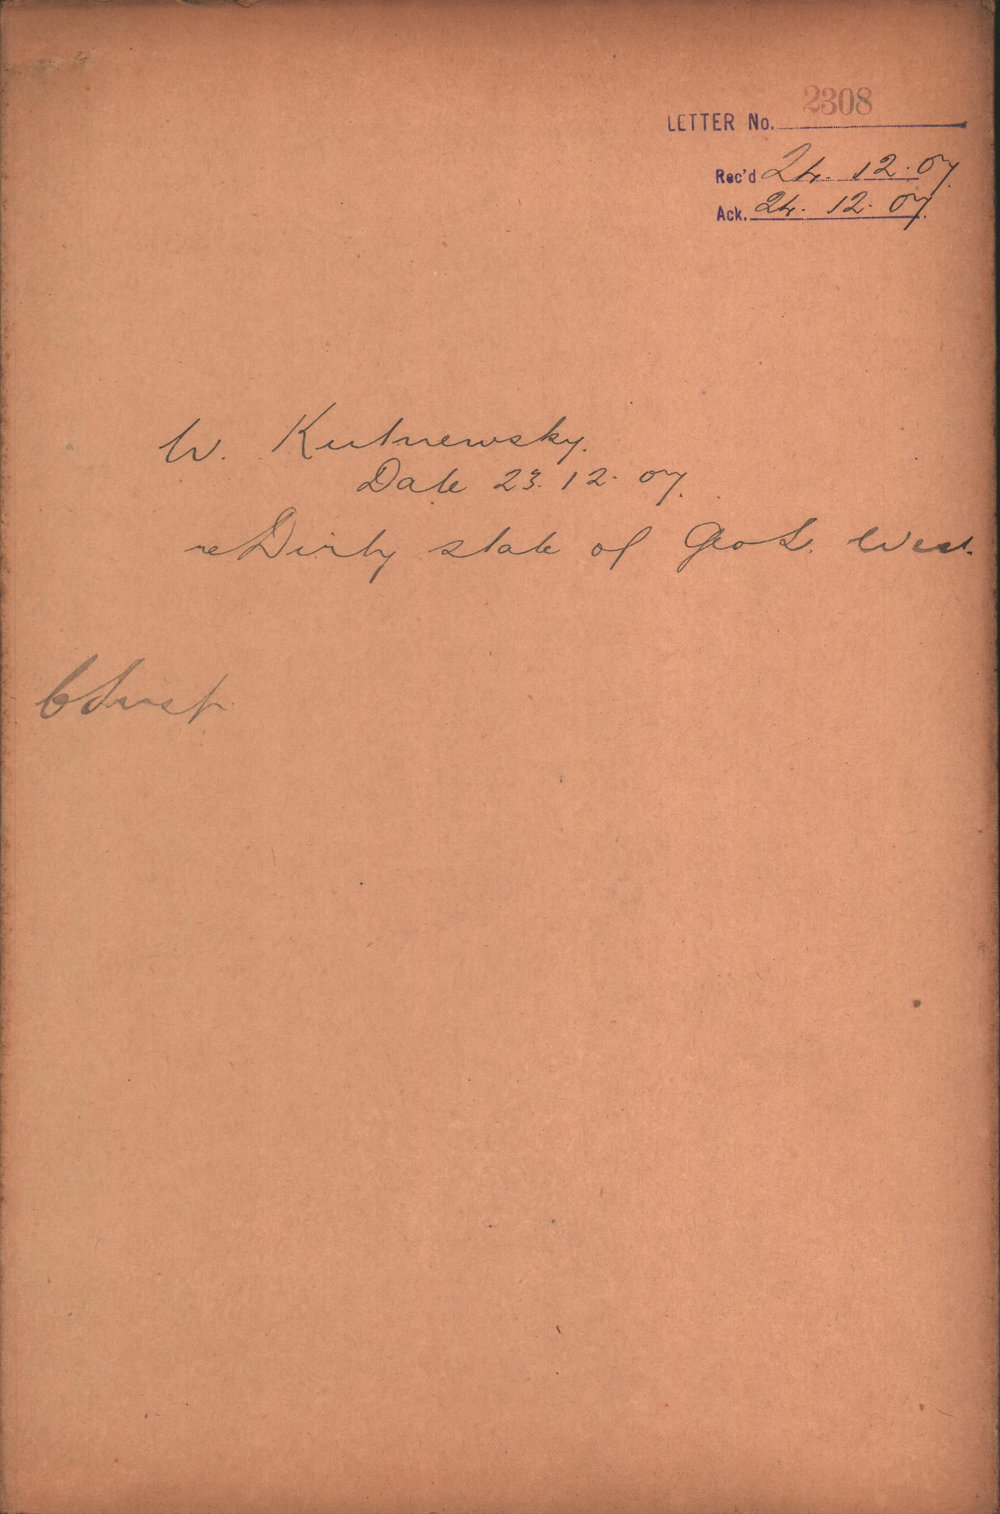 LETTER No. 2308
Rec'd 24. 12. 07.
Ack. 24. 12. 07.
W. Kutnewsky.
Date 23. 12. 07.
re Dirty state of Geo St. West.
C Insp.